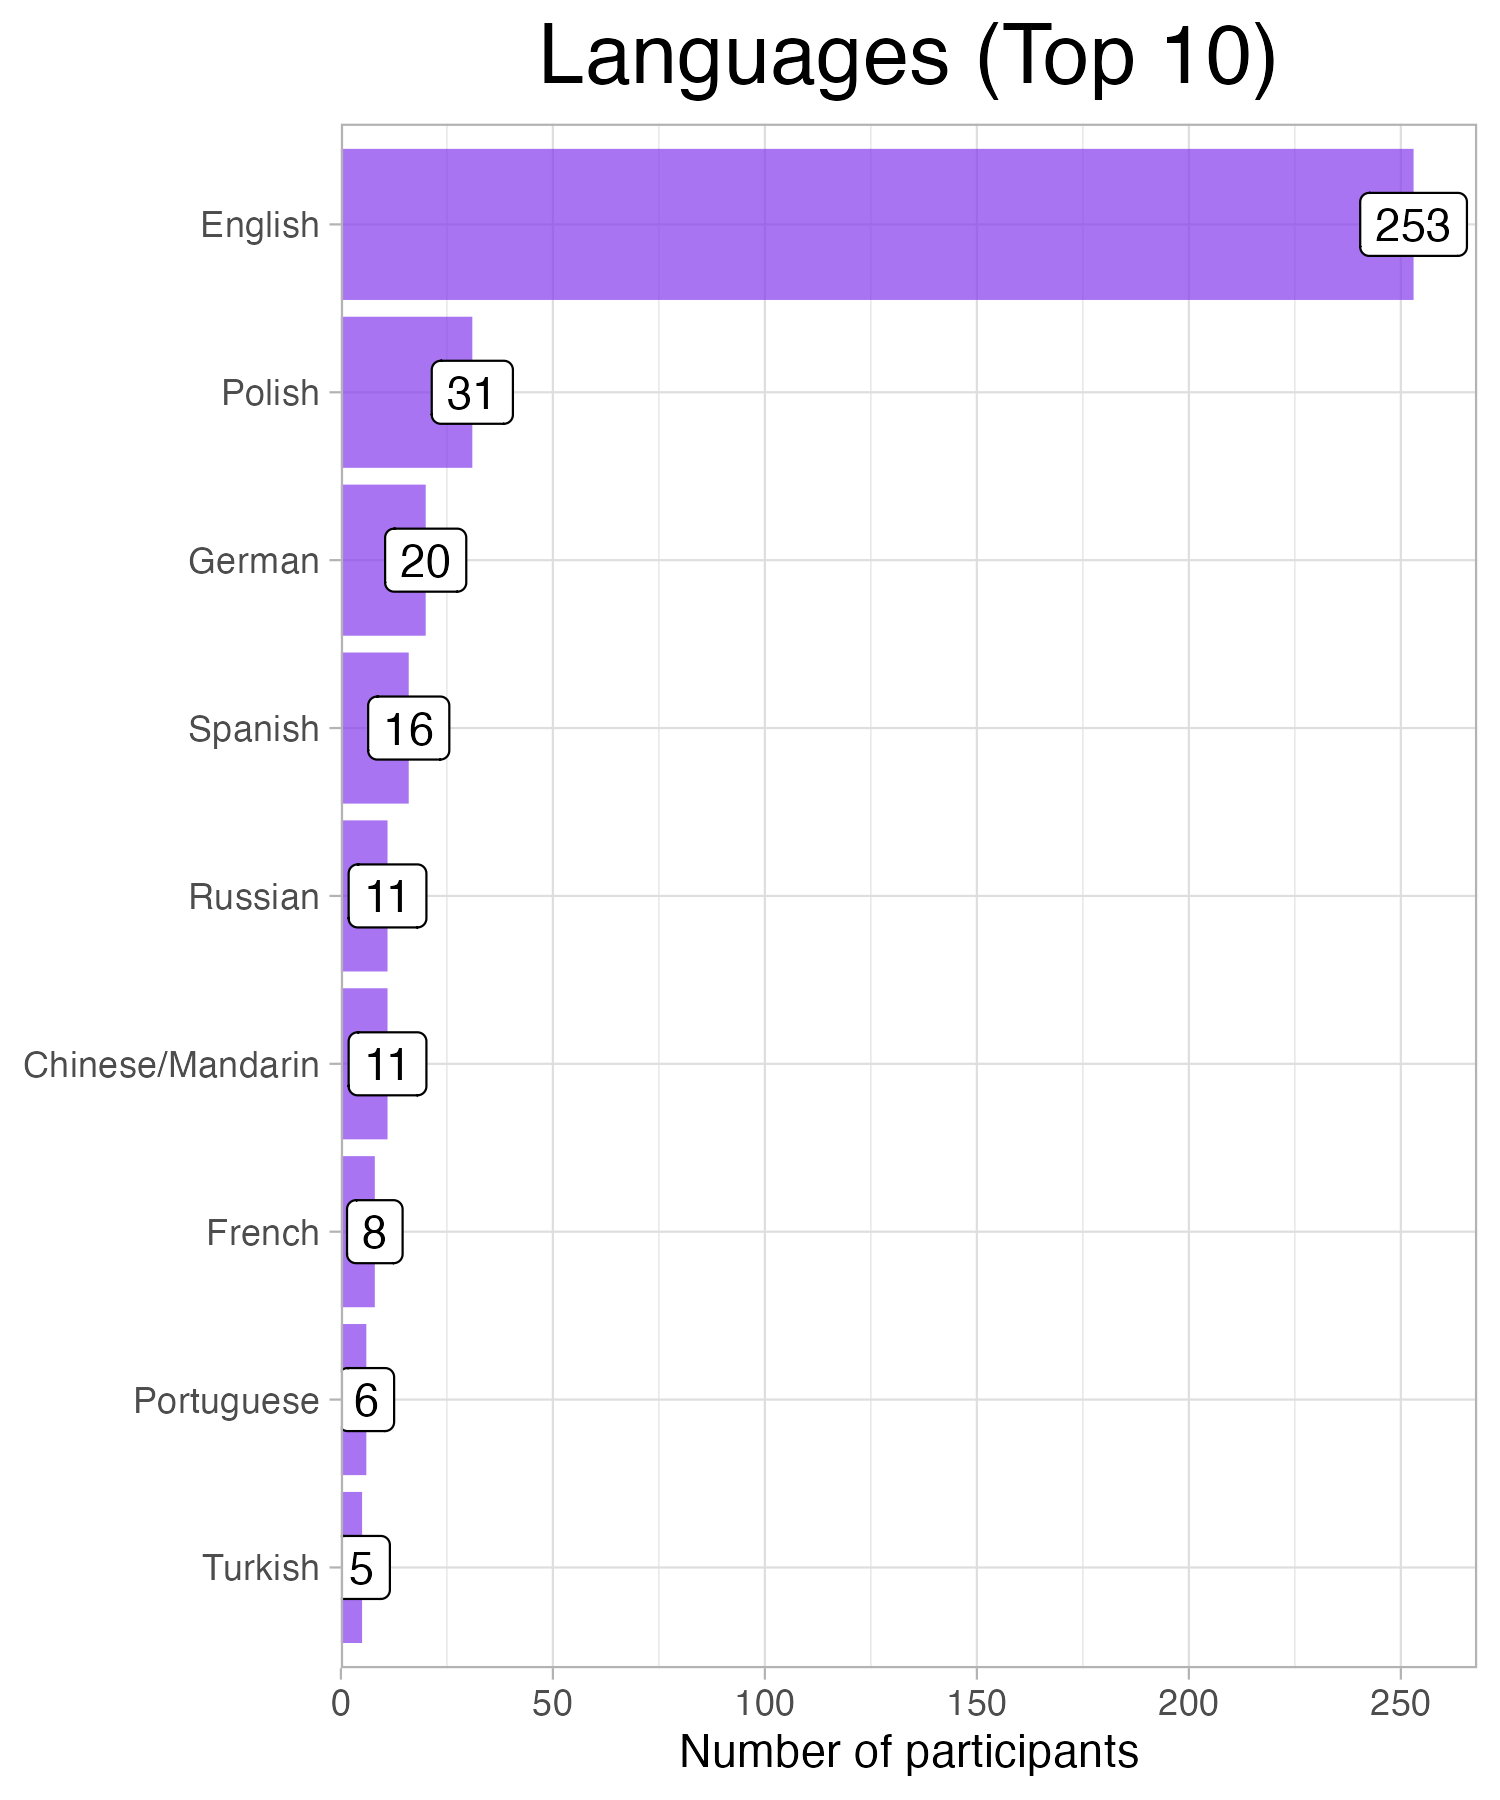 Languages (Top 10)
English 253
Polish 31
German 20
Spanish 16
Russian 11
Chinese/Mandarin 11
French 8
Portuguese 6
Turkish 5
0 50 100 150 200 250
Number of participants